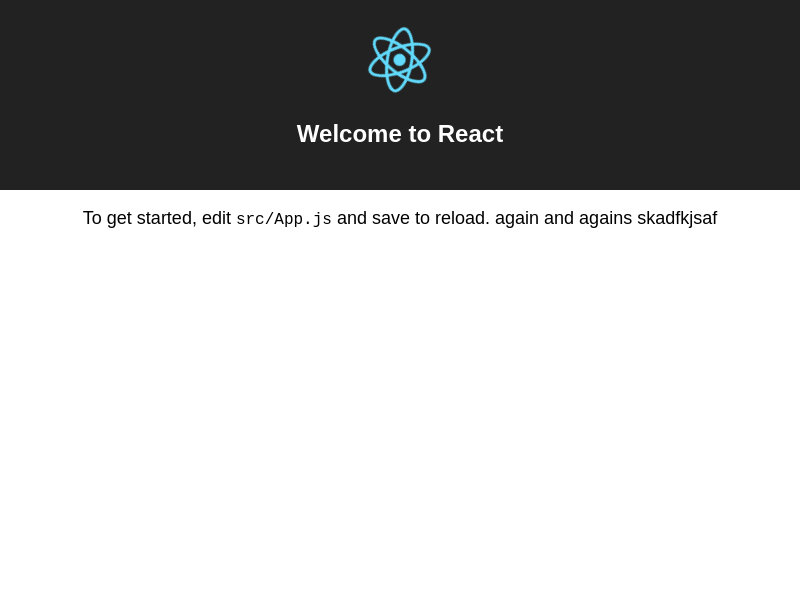 Welcome to React
To get started, edit src/App.js and save to reload. again and agains skadfkjsaf